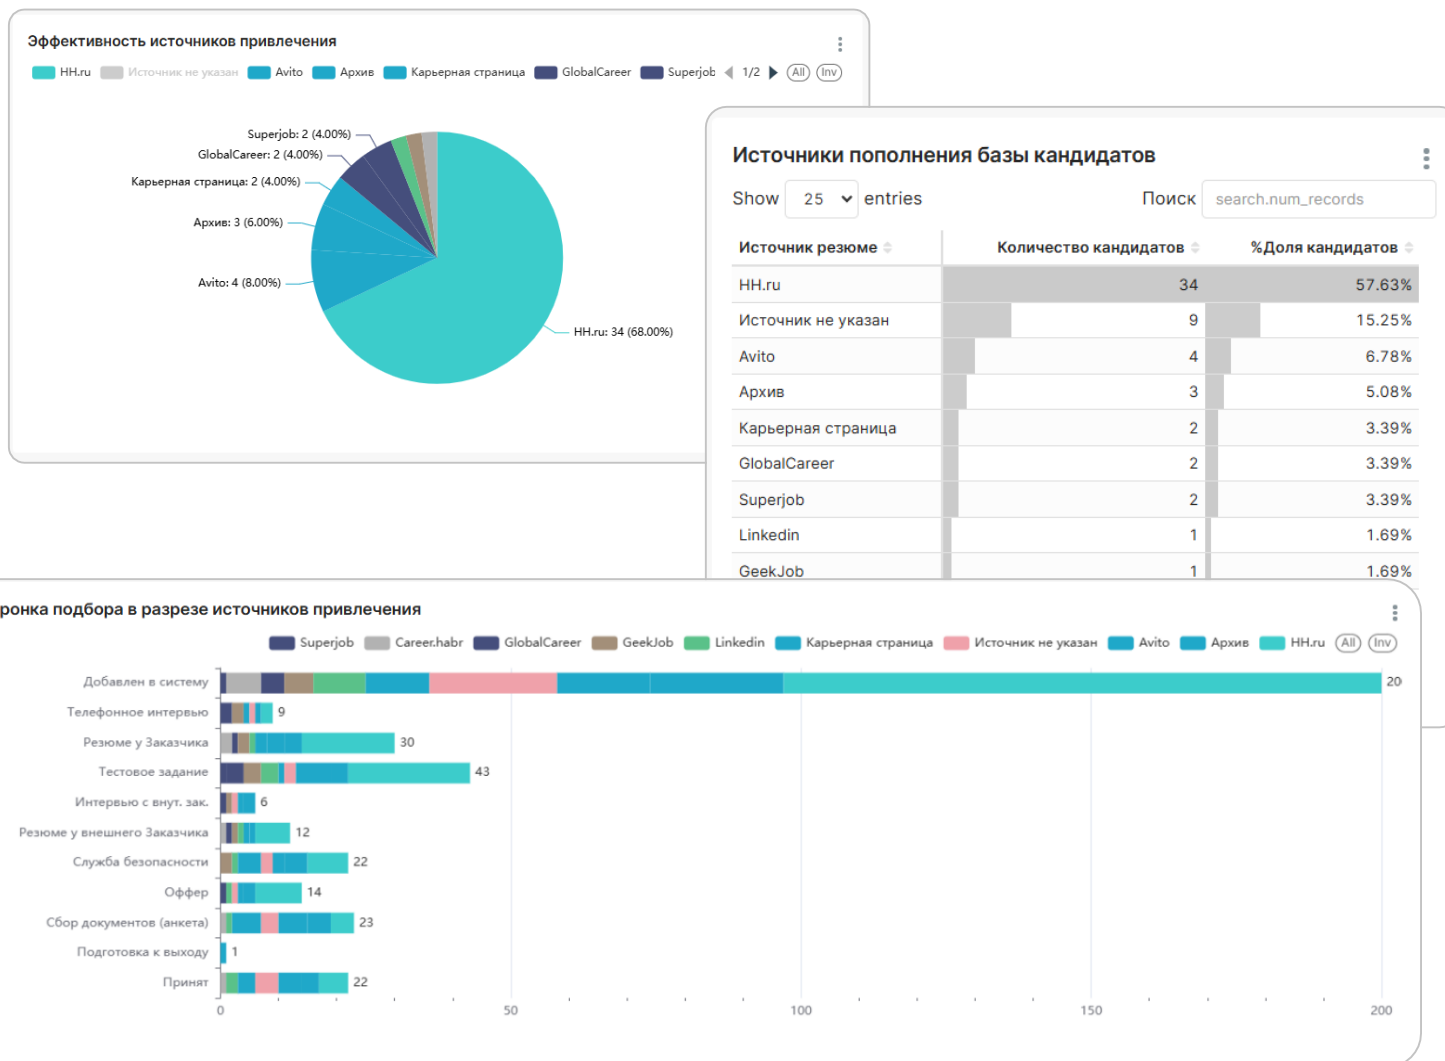 Эффективность источников привлечения
HH.ru Источник не указан Avito Архив Карьерная страница GlobalCareer Superjob 1/2 All Inv
Superjob: 2 (4.00%)
GlobalCareer: 2 (4.00%)
Карьерная страница: 2 (4.00%)
Архив: 3 (6.00%)
Avito: 4 (8.00%)
HH.ru: 34 (68.00%)
Источники пополнения базы кандидатов
Show 25 entries Поиск search.num_records
Источник резюме Количество кандидатов %Доля кандидатов
HH.ru 34 57.63%
Источник не указан 9 15.25%
Avito 4 6.78%
Архив 3 5.08%
Карьерная страница 2 3.39%
GlobalCareer 2 3.39%
Superjob 2 3.39%
Linkedin 1 1.69%
GeekJob 1 1.69%
ронка подбора в разрезе источников привлечения
Superjob Career.habr GlobalCareer GeekJob Linkedin Карьерная страница Источник не указан Avito Архив HH.ru All Inv
Добавлен в систему 20
Телефонное интервью 9
Резюме у Заказчика 30
Тестовое задание 43
Интервью с внут. зак. 6
Резюме у внешнего Заказчика 12
Служба безопасности 22
Оффер 14
Сбор документов (анкета) 23
Подготовка к выходу 1
Принят 22
0 50 100 150 200